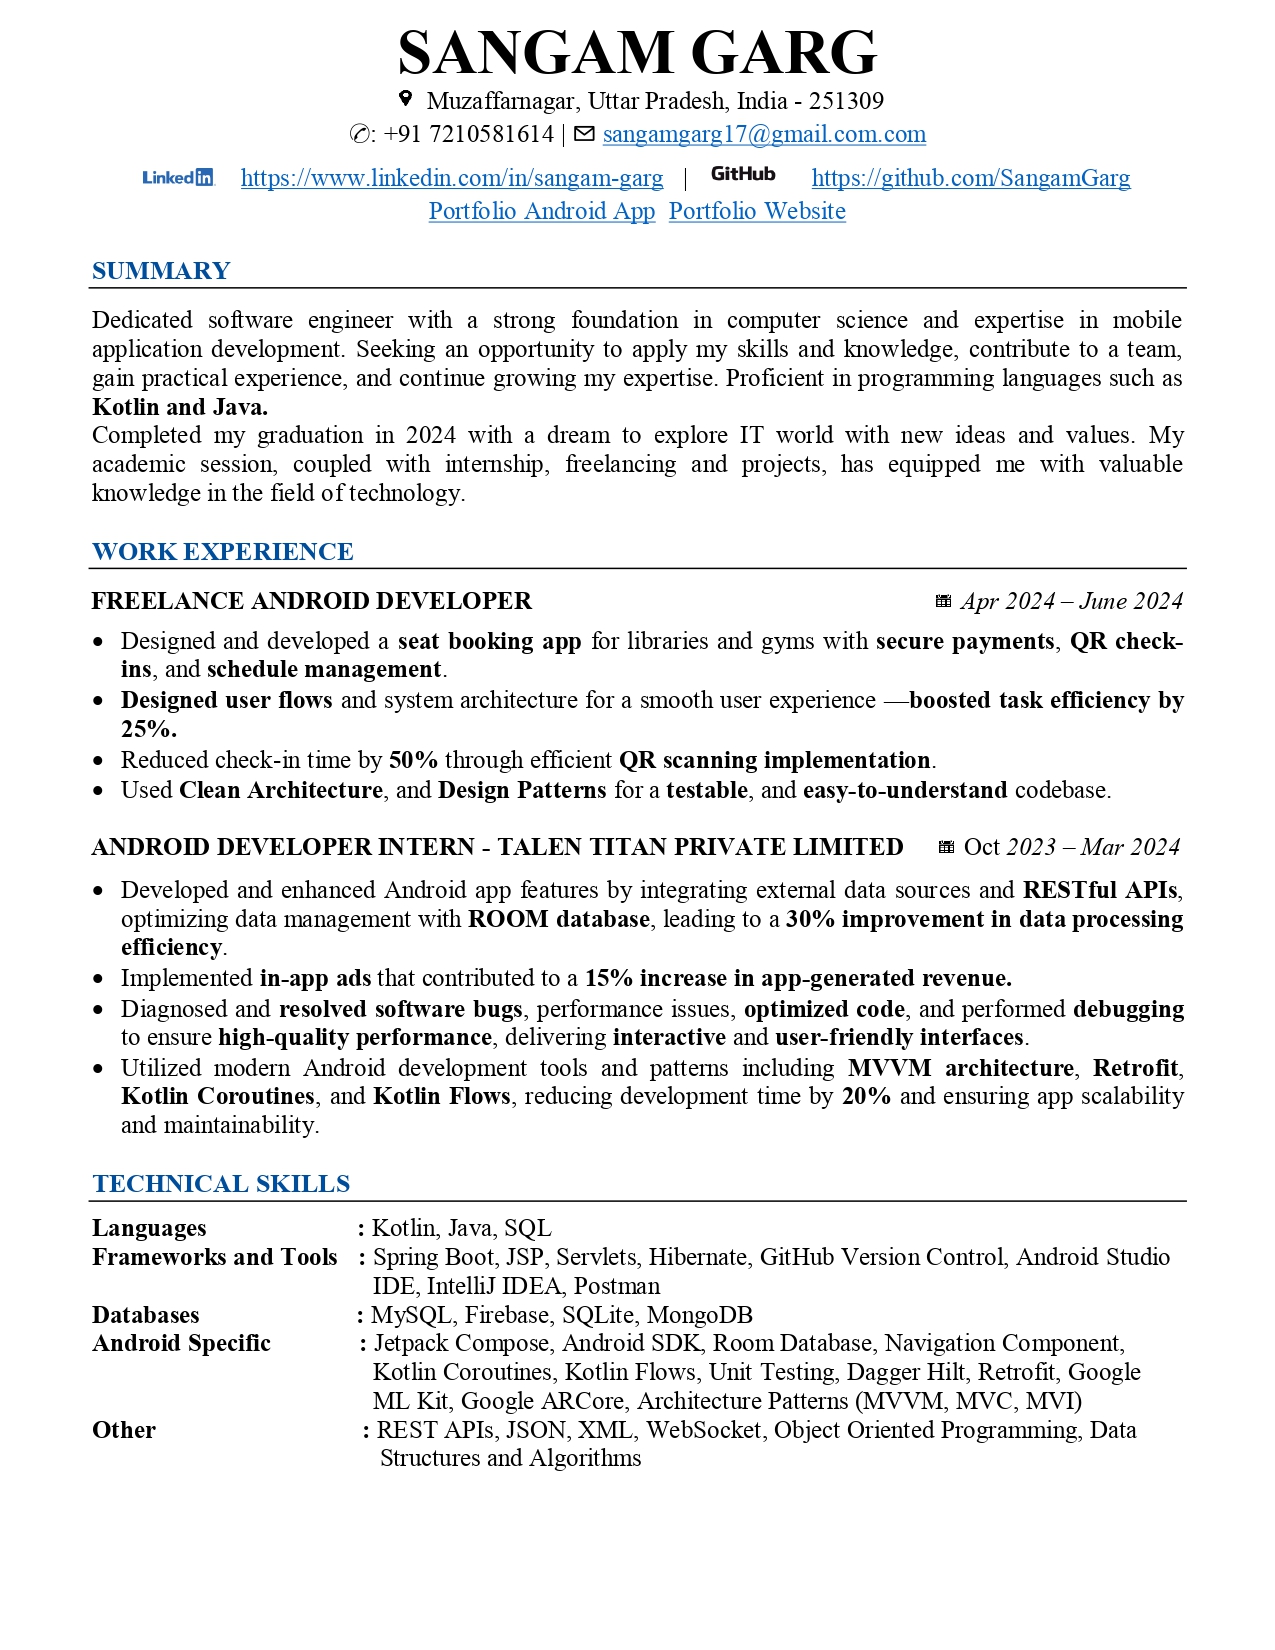 SANGAM GARG
Muzaffarnagar, Uttar Pradesh, India - 251309
✆: +91 7210581614 | ✉ sangamgarg17@gmail.com.com
LinkedIn https://www.linkedin.com/in/sangam-garg | GitHub https://github.com/SangamGarg
Portfolio Android App Portfolio Website
SUMMARY
Dedicated software engineer with a strong foundation in computer science and expertise in mobile
application development. Seeking an opportunity to apply my skills and knowledge, contribute to a team,
gain practical experience, and continue growing my expertise. Proficient in programming languages such as
Kotlin and Java.
Completed my graduation in 2024 with a dream to explore IT world with new ideas and values. My
academic session, coupled with internship, freelancing and projects, has equipped me with valuable
knowledge in the field of technology.
WORK EXPERIENCE
FREELANCE ANDROID DEVELOPER Apr 2024 – June 2024
• Designed and developed a seat booking app for libraries and gyms with secure payments, QR check-
ins, and schedule management.
• Designed user flows and system architecture for a smooth user experience —boosted task efficiency by
25%.
• Reduced check-in time by 50% through efficient QR scanning implementation.
• Used Clean Architecture, and Design Patterns for a testable, and easy-to-understand codebase.
ANDROID DEVELOPER INTERN - TALEN TITAN PRIVATE LIMITED Oct 2023 – Mar 2024
• Developed and enhanced Android app features by integrating external data sources and RESTful APIs,
optimizing data management with ROOM database, leading to a 30% improvement in data processing
efficiency.
• Implemented in-app ads that contributed to a 15% increase in app-generated revenue.
• Diagnosed and resolved software bugs, performance issues, optimized code, and performed debugging
to ensure high-quality performance, delivering interactive and user-friendly interfaces.
• Utilized modern Android development tools and patterns including MVVM architecture, Retrofit,
Kotlin Coroutines, and Kotlin Flows, reducing development time by 20% and ensuring app scalability
and maintainability.
TECHNICAL SKILLS
Languages : Kotlin, Java, SQL
Frameworks and Tools : Spring Boot, JSP, Servlets, Hibernate, GitHub Version Control, Android Studio
IDE, IntelliJ IDEA, Postman
Databases : MySQL, Firebase, SQLite, MongoDB
Android Specific : Jetpack Compose, Android SDK, Room Database, Navigation Component,
Kotlin Coroutines, Kotlin Flows, Unit Testing, Dagger Hilt, Retrofit, Google
ML Kit, Google ARCore, Architecture Patterns (MVVM, MVC, MVI)
Other : REST APIs, JSON, XML, WebSocket, Object Oriented Programming, Data
Structures and Algorithms